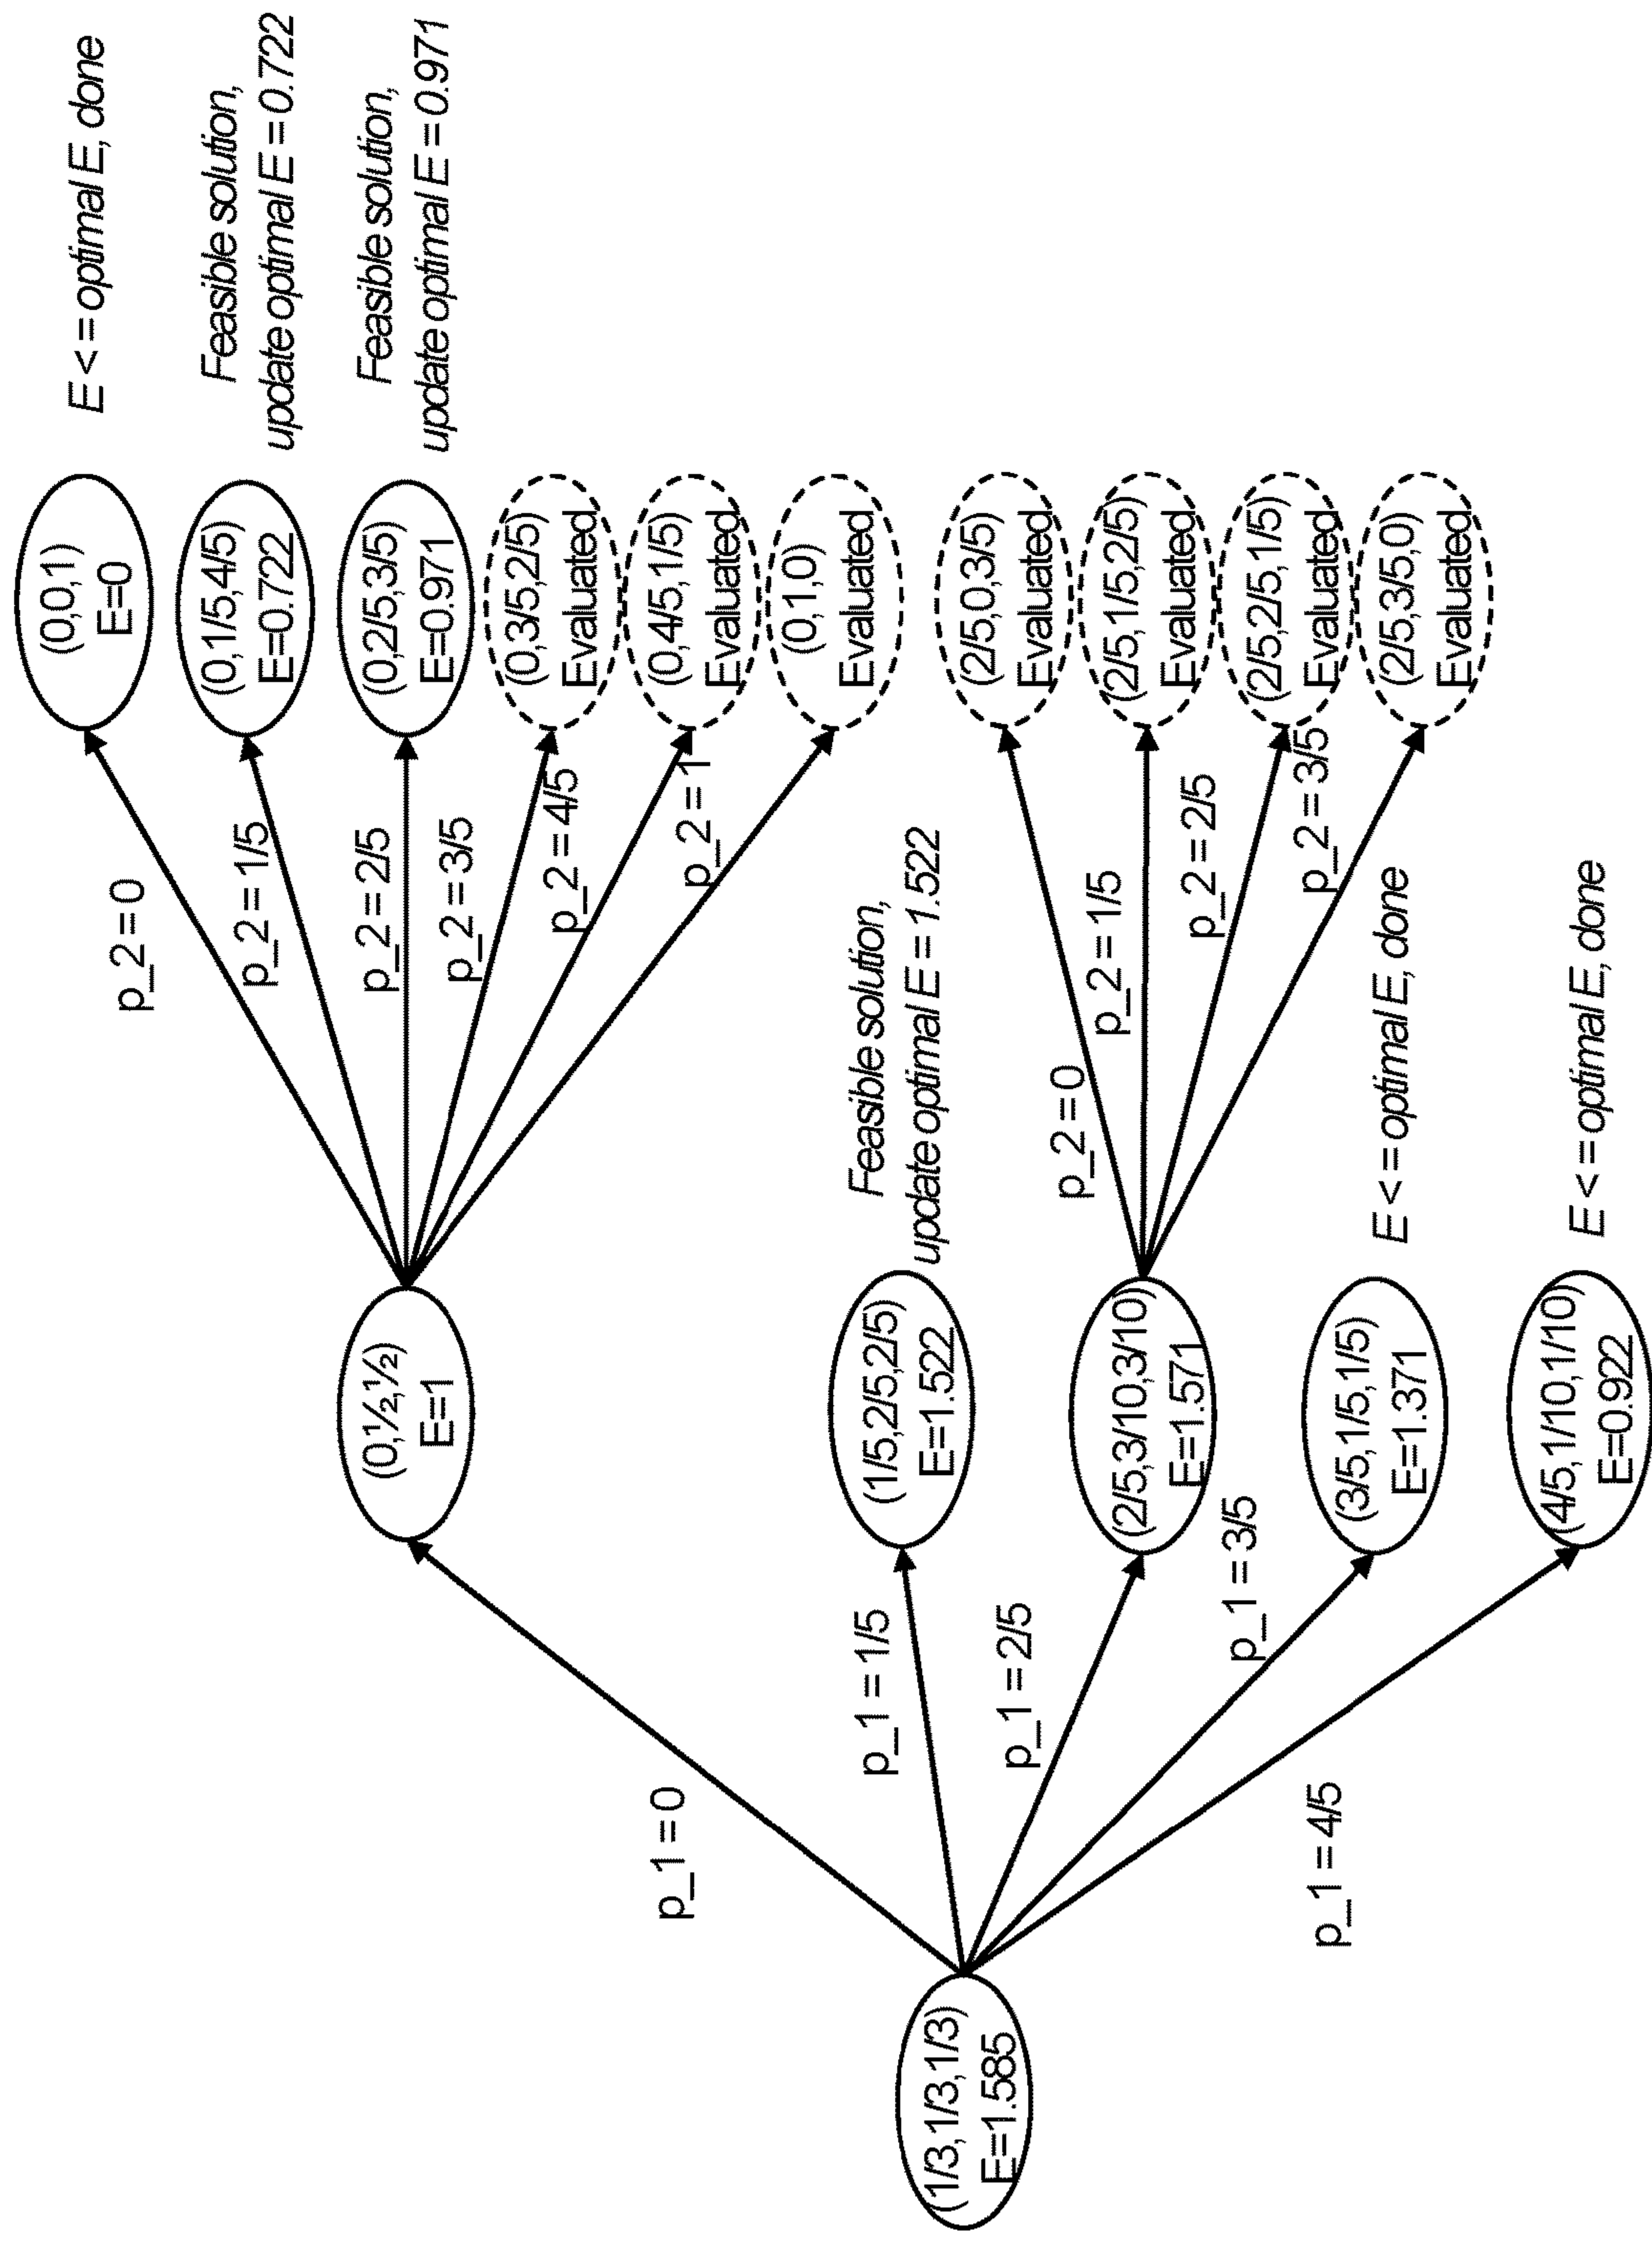 (1/3,1/3,1/3)
E=1.585
p_1 = 0
p_1 = 1/5
p_1 = 2/5
p_1 = 3/5
p_1 = 4/5
(0,½,½)
E=1
(1/5,2/5,2/5)
E=1.522
Feasible solution,
update optimal E = 1.522
(2/5,3/10,3/10)
E=1.571
(3/5,1/5,1/5)
E=1.371
E <= optimal E, done
(4/5,1/10,1/10)
E=0.922
E <= optimal E, done
p_2 = 0
p_2 = 1/5
p_2 = 2/5
p_2 = 3/5
p_2 = 4/5
p_2 = 1
(0,0,1)
E=0
E <= optimal E, done
(0,1/5,4/5)
E=0.722
Feasible solution,
update optimal E = 0.722
(0,2/5,3/5)
E=0.971
Feasible solution,
update optimal E = 0.971
(0,3/5,2/5)
Evaluated
(0,4/5,1/5)
Evaluated
(0,1,0)
Evaluated
p_2 = 0
p_2 = 1/5
p_2 = 2/5
p_2 = 3/5
(2/5,0,3/5)
Evaluated
(2/5,1/5,2/5)
Evaluated
(2/5,2/5,1/5)
Evaluated
(2/5,3/5,0)
Evaluated